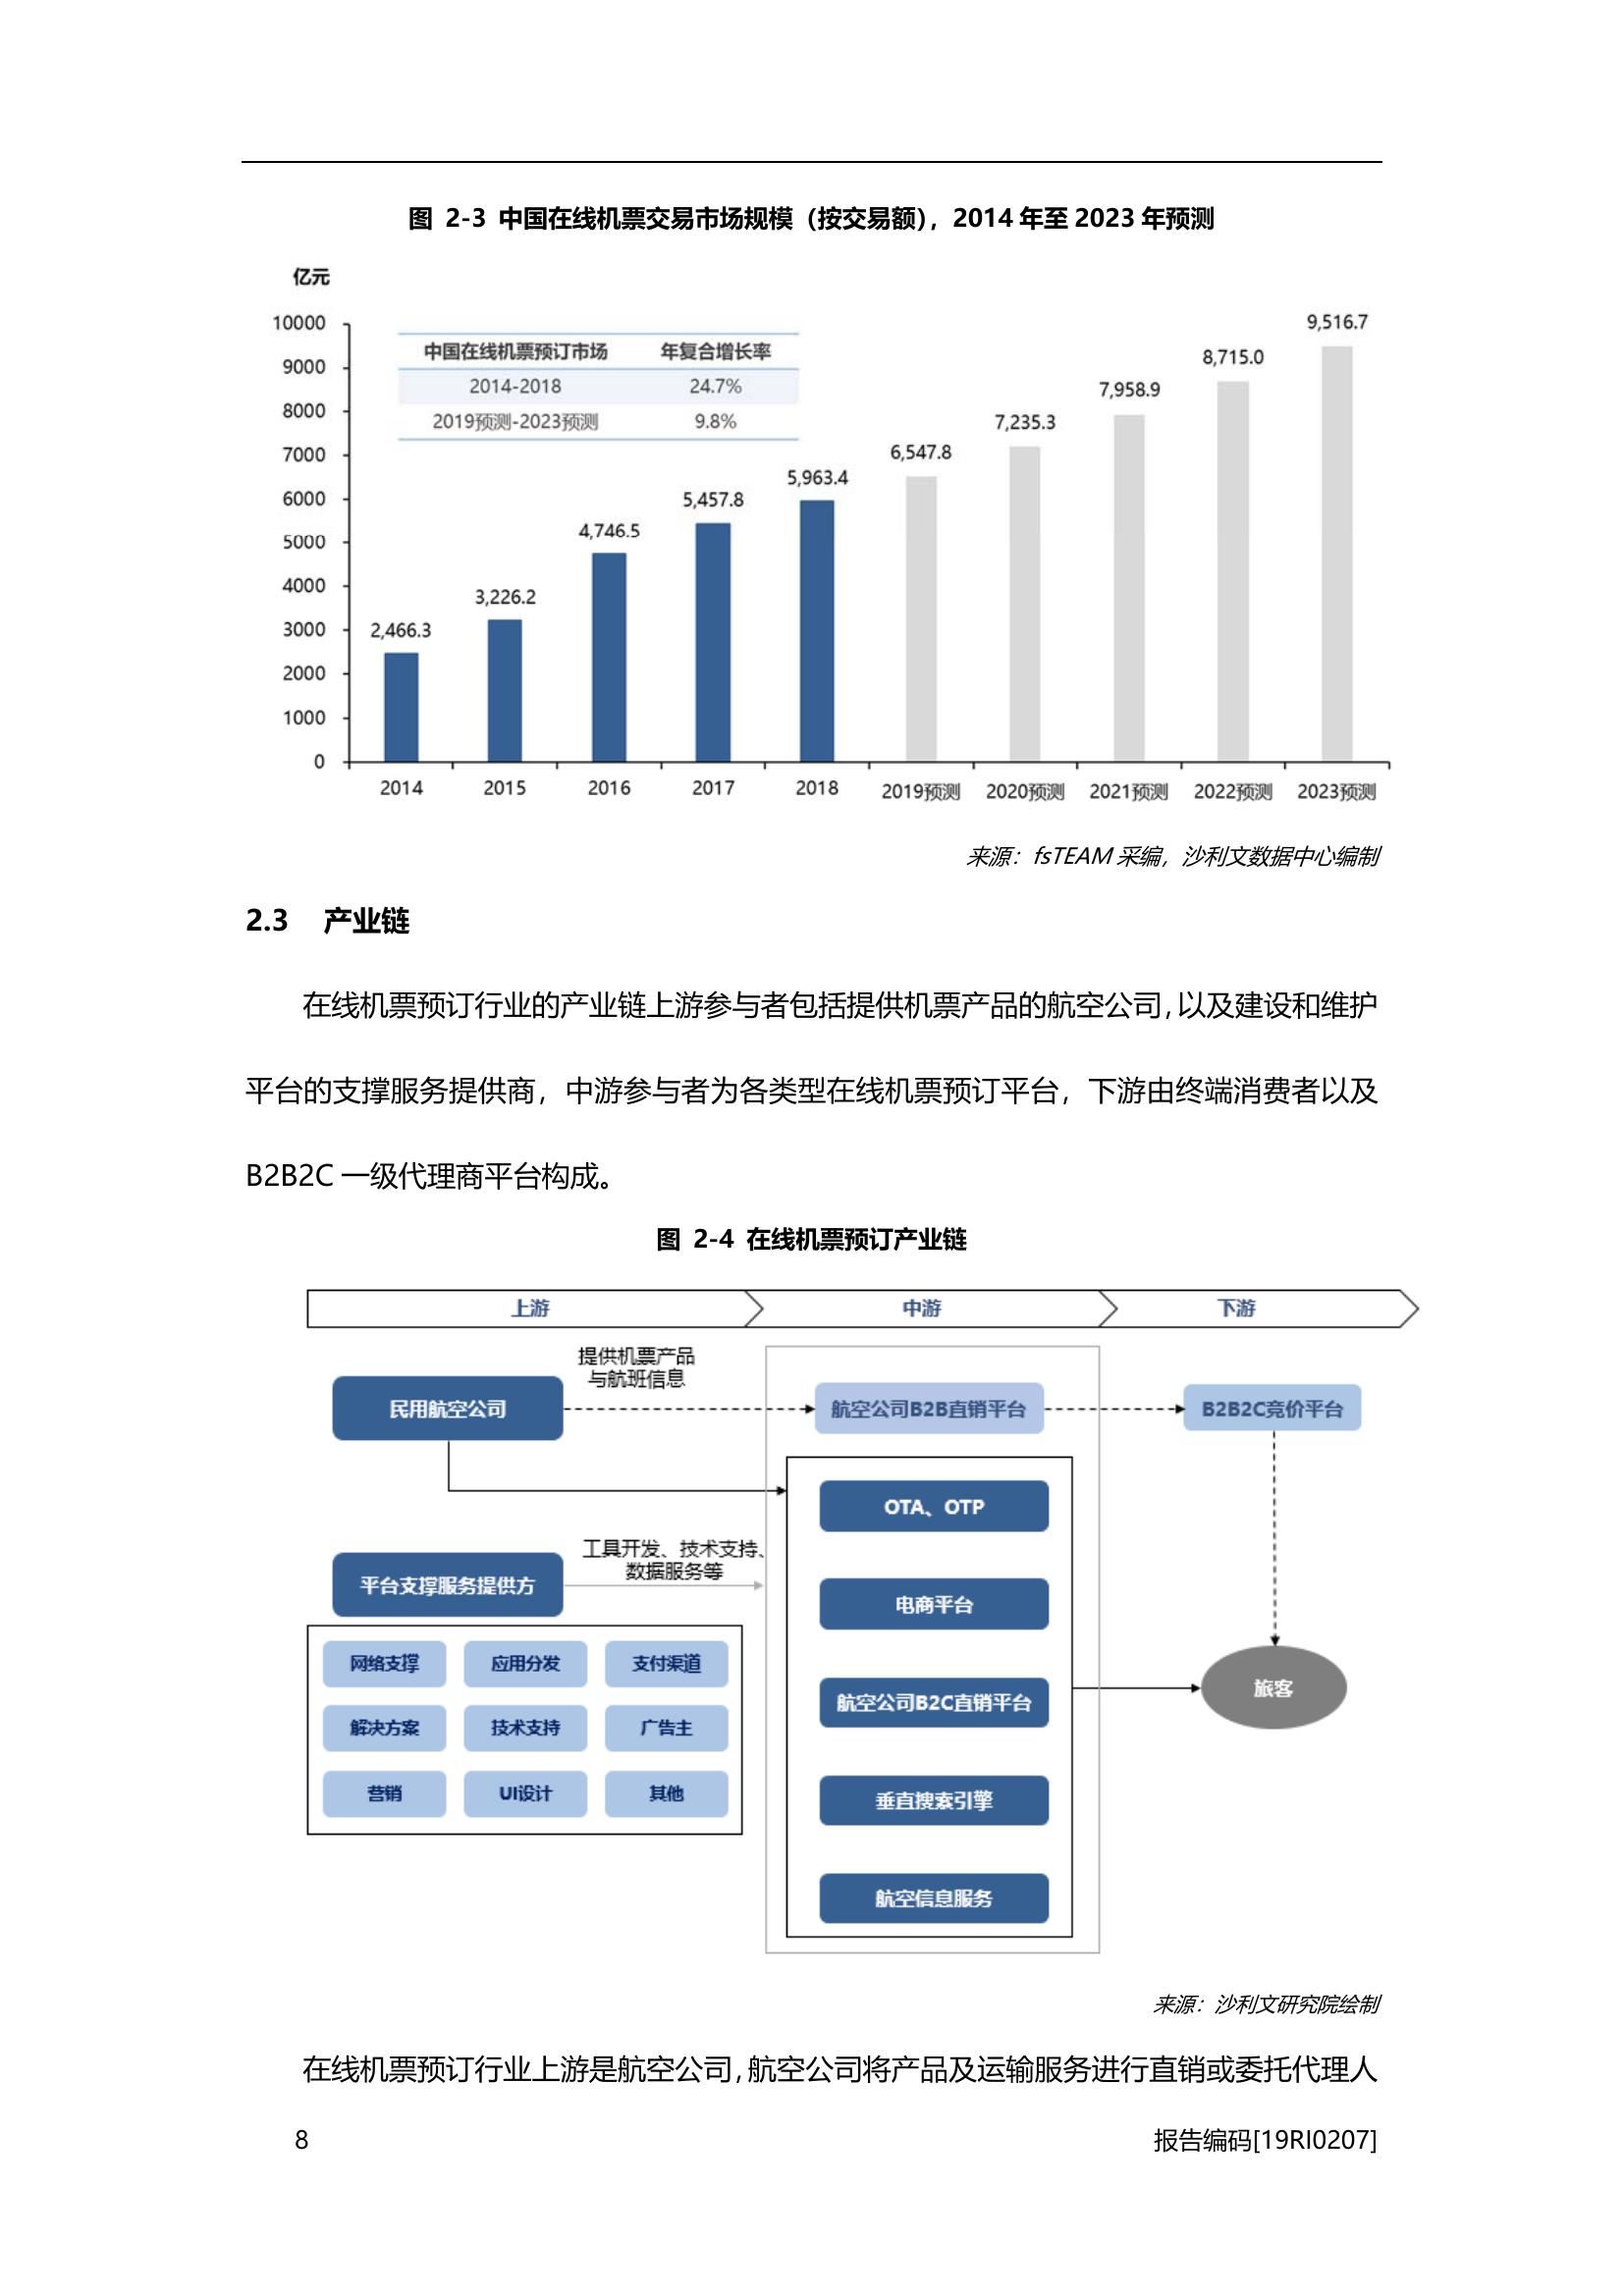 图 2-3 中国在线机票交易市场规模（按交易额），2014 年至 2023 年预测
亿元
10000
9000
8000
7000
6000
5000
4000
3000
2000
1000
0
中国在线机票预订市场 年复合增长率
2014-2018 24.7%
2019预测-2023预测 9.8%
2,466.3
3,226.2
4,746.5
5,457.8
5,963.4
6,547.8
7,235.3
7,958.9
8,715.0
9,516.7
2014 2015 2016 2017 2018 2019预测 2020预测 2021预测 2022预测 2023预测
来源：fsTEAM 采编，沙利文数据中心编制
2.3 产业链
在线机票预订行业的产业链上游参与者包括提供机票产品的航空公司，以及建设和维护
平台的支撑服务提供商，中游参与者为各类型在线机票预订平台，下游由终端消费者以及
B2B2C 一级代理商平台构成。
图 2-4 在线机票预订产业链
上游 中游 下游
提供机票产品
与航班信息
民用航空公司
航空公司B2B直销平台
B2B2C竞价平台
OTA、OTP
工具开发、技术支持、
数据服务等
平台支撑服务提供方
电商平台
网络支撑 应用分发 支付渠道
解决方案 技术支持 广告主
营销 UI设计 其他
航空公司B2C直销平台
旅客
垂直搜索引擎
航空信息服务
来源：沙利文研究院绘制
在线机票预订行业上游是航空公司，航空公司将产品及运输服务进行直销或委托代理人
8 报告编码[19RI0207]